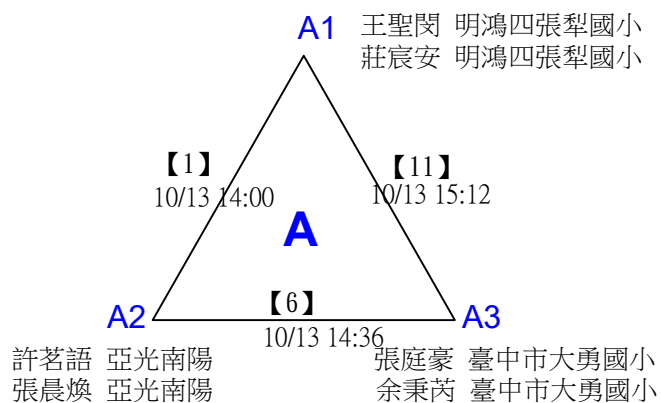 A1
王聖閔 明鴻四張犁國小
莊宸安 明鴻四張犁國小
【1】
10/13 14:00
【11】
10/13 15:12
A
A2
【6】
10/13 14:36
A3
許茗語 亞光南陽
張晨煥 亞光南陽
張庭豪 臺中市大勇國小
余秉芮 臺中市大勇國小